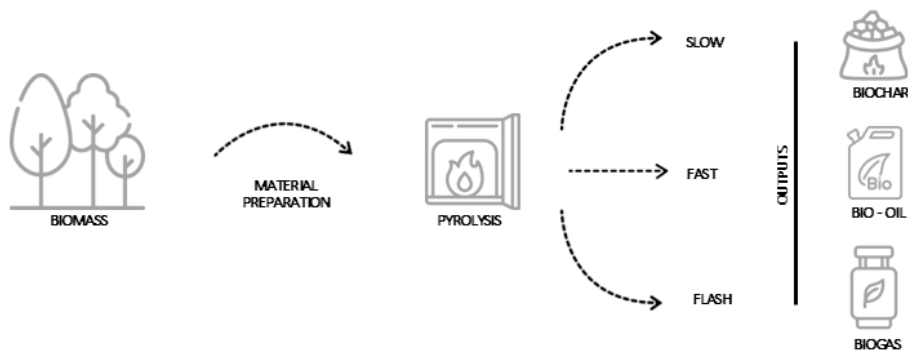 BIOMASS
MATERIAL
PREPARATION
PYROLYSIS
SLOW
FAST
FLASH
OUTPUTS
BIOCHAR
Bio
BIO - OIL
BIOGAS